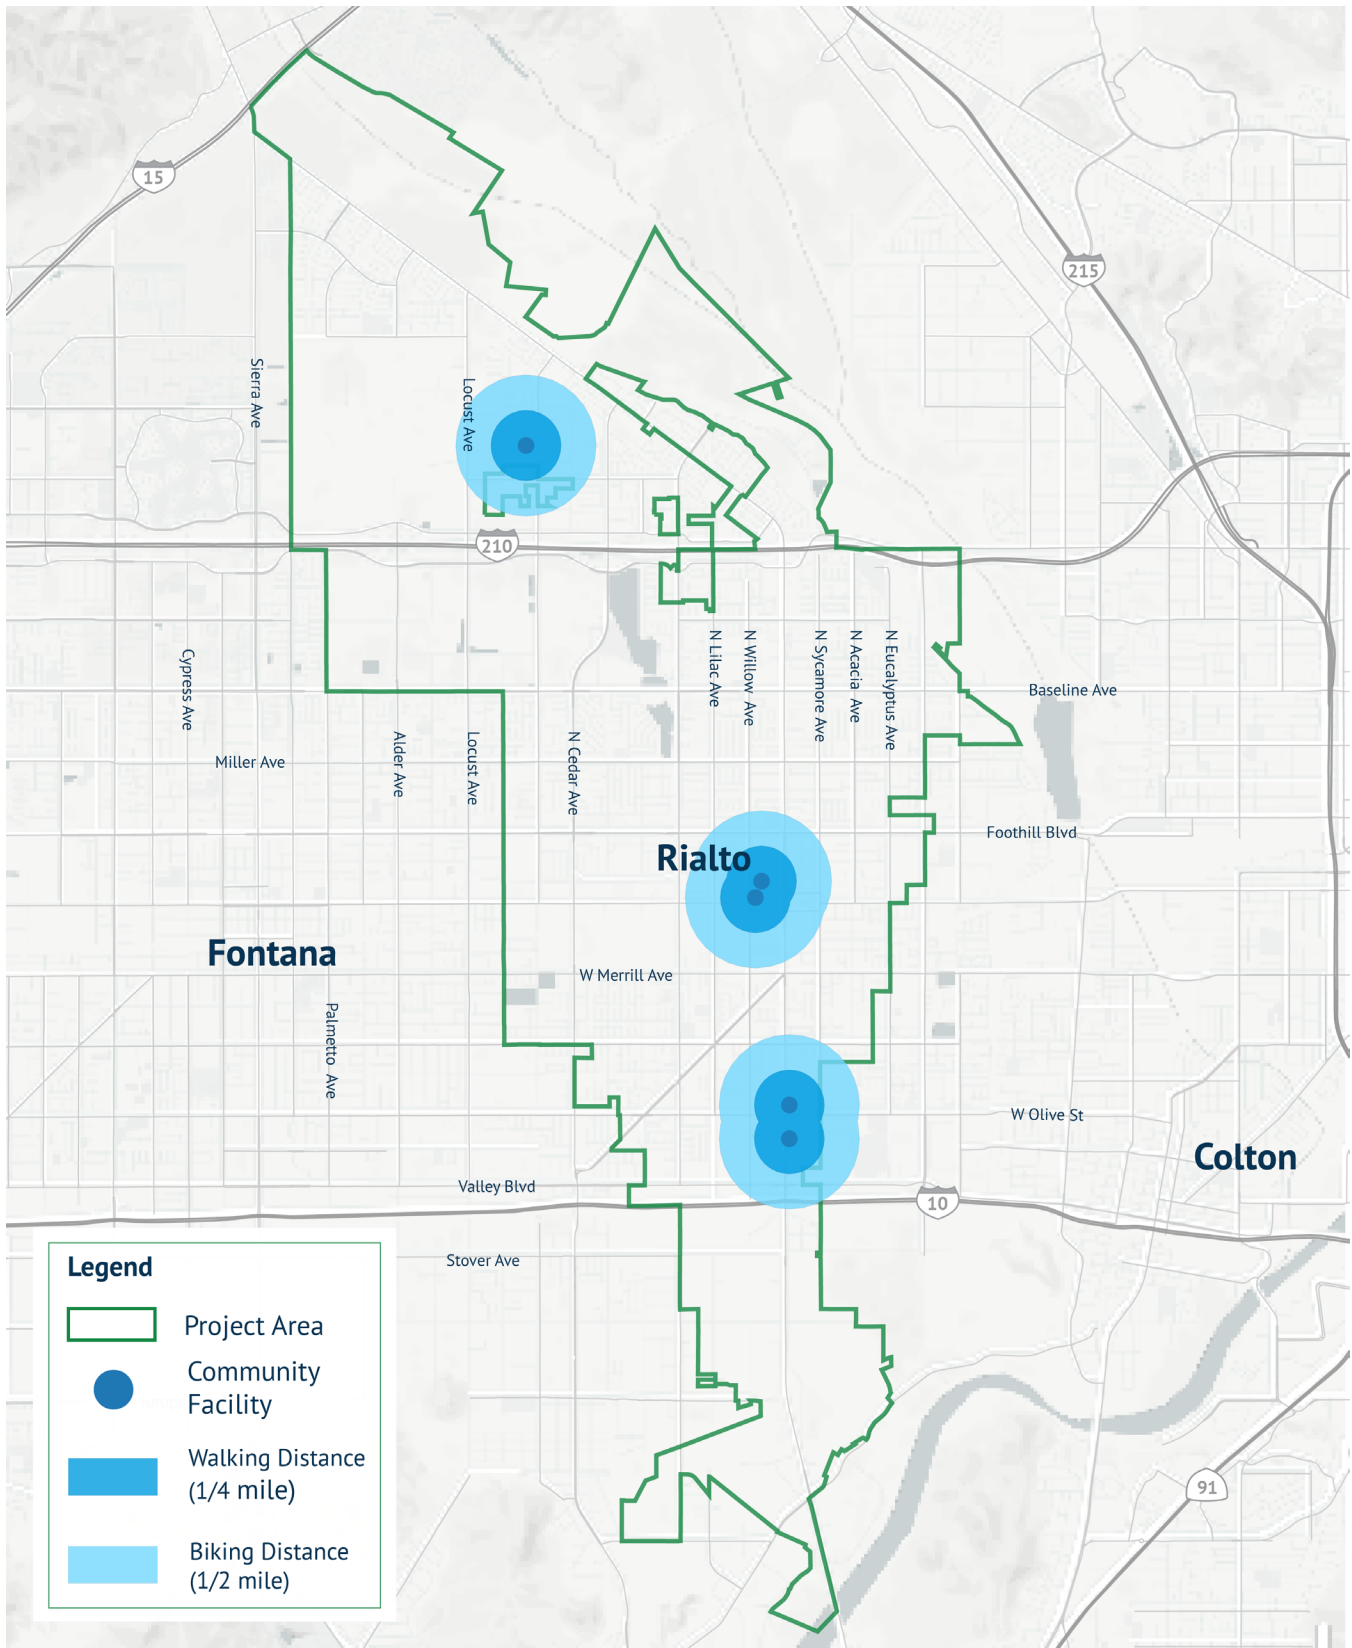 15
215
Sierra Ave
Locust Ave
210
N Lilac Ave
N Willow Ave
N Sycamore Ave
N Acacia Ave
N Eucalyptus Ave
Cypress Ave
Baseline Ave
Miller Ave
Alder Ave
Locust Ave
N Cedar Ave
Foothill Blvd
Rialto
Fontana
W Merrill Ave
Palmetto Ave
W Olive St
Colton
Valley Blvd
10
Stover Ave
91
Legend
Project Area
Community
Facility
Walking Distance
(1/4 mile)
Biking Distance
(1/2 mile)